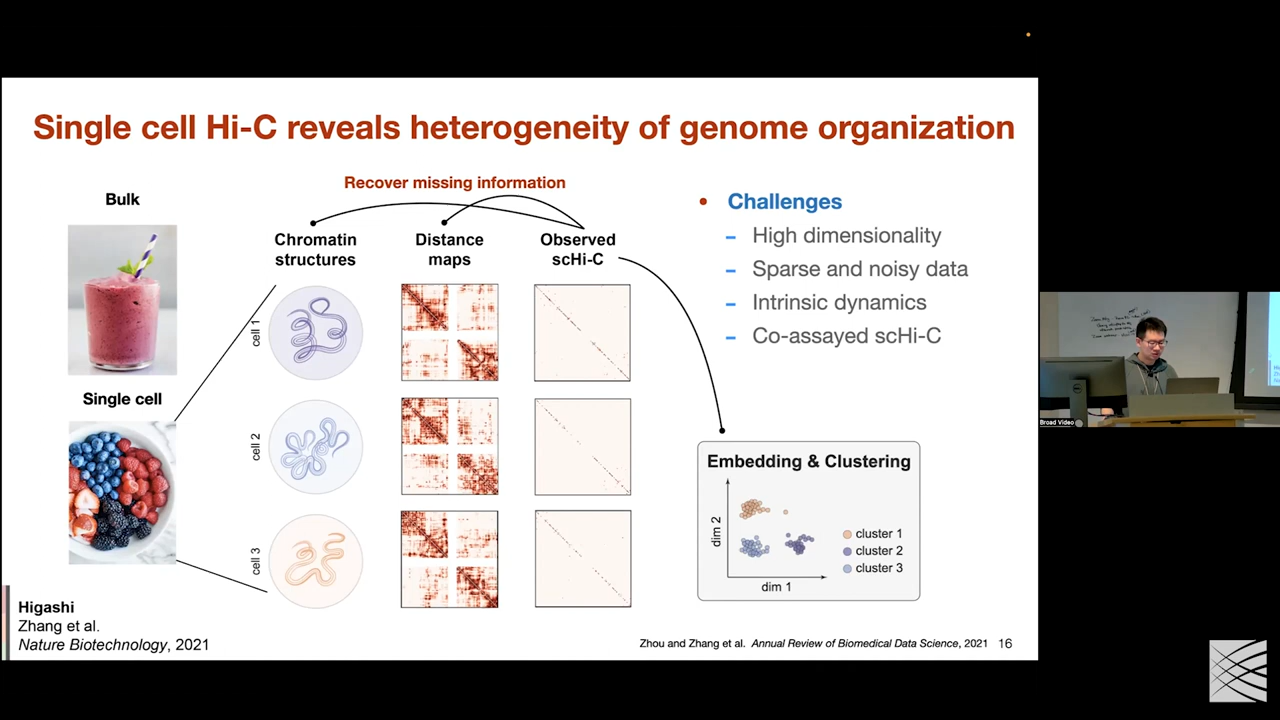 Single cell Hi-C reveals heterogeneity of genome organization
Bulk
Single cell
Recover missing information
Chromatin
structures
Distance
maps
Observed
scHi-C
cell 1
cell 2
cell 3
• Challenges
– High dimensionality
– Sparse and noisy data
– Intrinsic dynamics
– Co-assayed scHi-C
Embedding & Clustering
dim 2
dim 1
cluster 1
cluster 2
cluster 3
Higashi
Zhang et al.
Nature Biotechnology, 2021
Zhou and Zhang et al. Annual Review of Biomedical Data Science, 2021 16
Broad Video